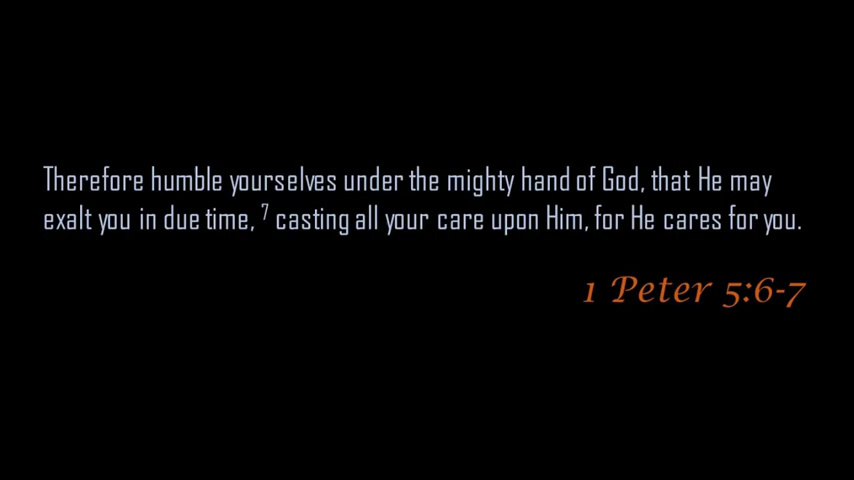 Therefore humble yourselves under the mighty hand of God, that He may
exalt you in due time, 7 casting all your care upon Him, for He cares for you.
1 Peter 5:6-7